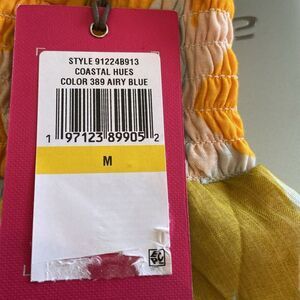 STYLE 91224B913
COASTAL HUES
COLOR 389 AIRY BLUE
1 97123 89905 2
M